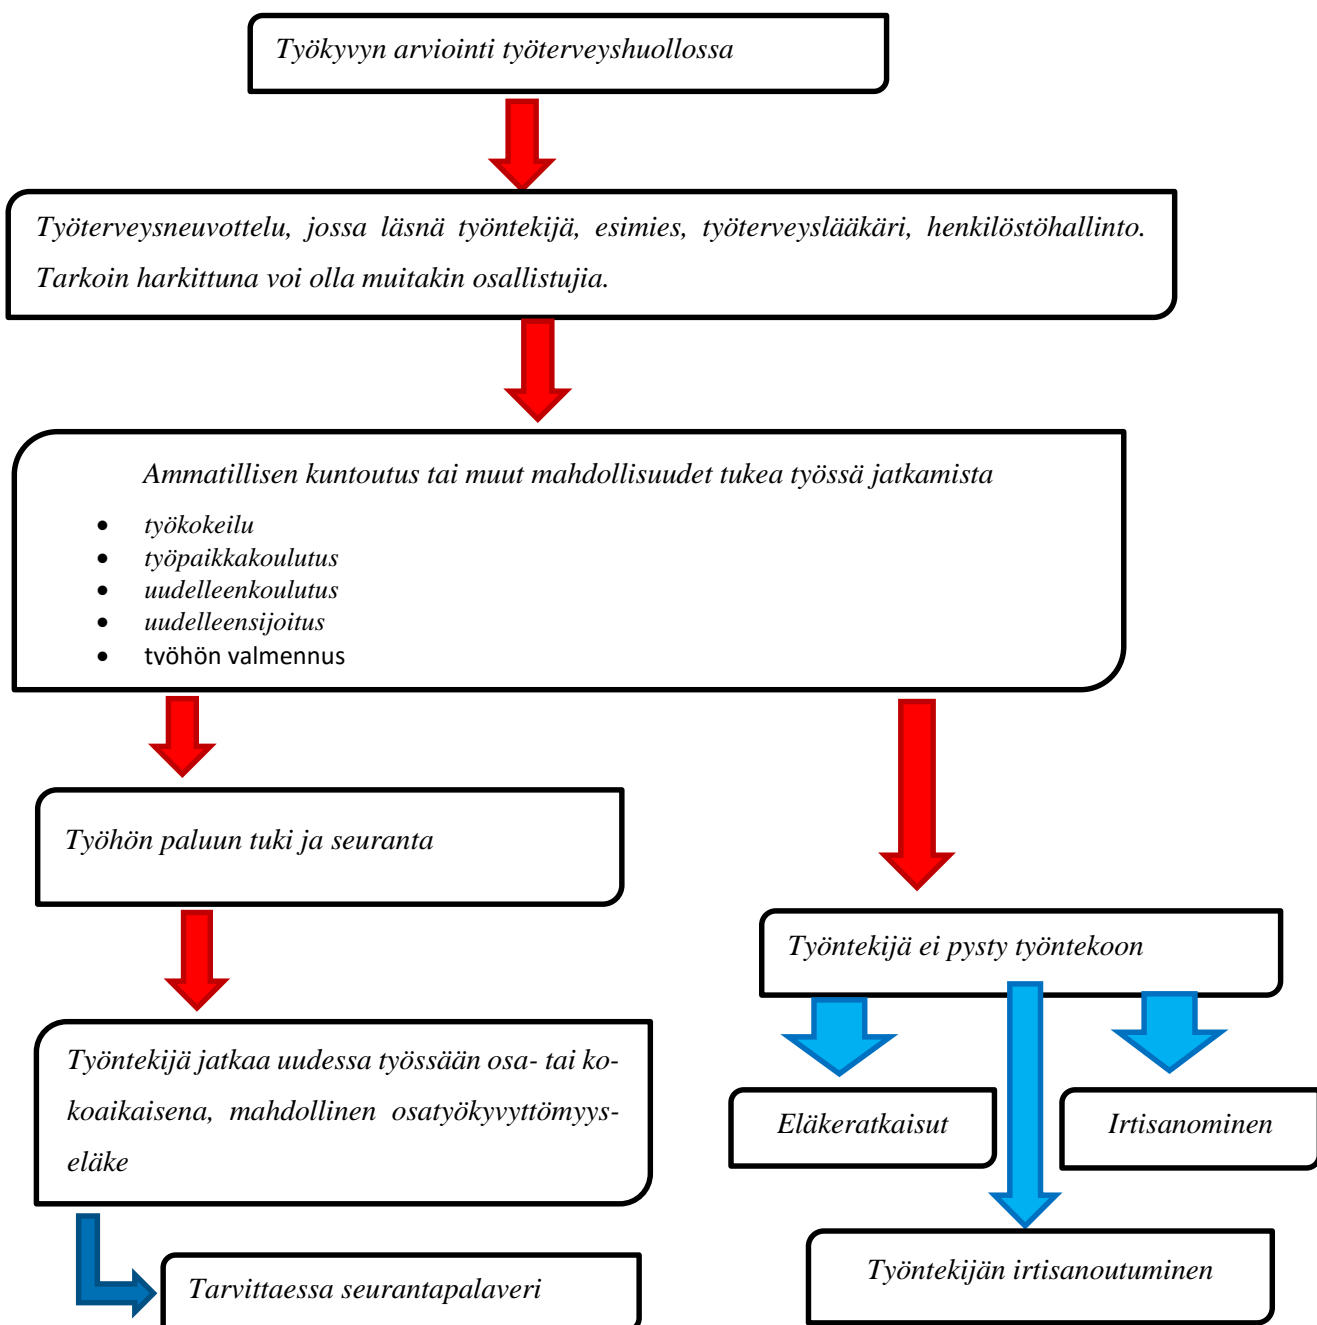 Työkyvyn arviointi työterveyshuollossa
Työterveysneuvottelu, jossa läsnä työntekijä, esimies, työterveyslääkäri, henkilöstöhallinto.
Tarkoin harkittuna voi olla muitakin osallistujia.
Ammatillisen kuntoutus tai muut mahdollisuudet tukea työssä jatkamista
• työkokeilu
• työpaikkakoulutus
• uudelleenkoulutus
• uudelleensijoitus
• työhön valmennus
Työhön paluun tuki ja seuranta
Työntekijä ei pysty työntekoon
Työntekijä jatkaa uudessa työssään osa- tai ko-
koaikaisena, mahdollinen osatyökyvyttömyys-
eläke
Eläkeratkaisut
Irtisanominen
Työntekijän irtisanoutuminen
Tarvittaessa seurantapalaveri